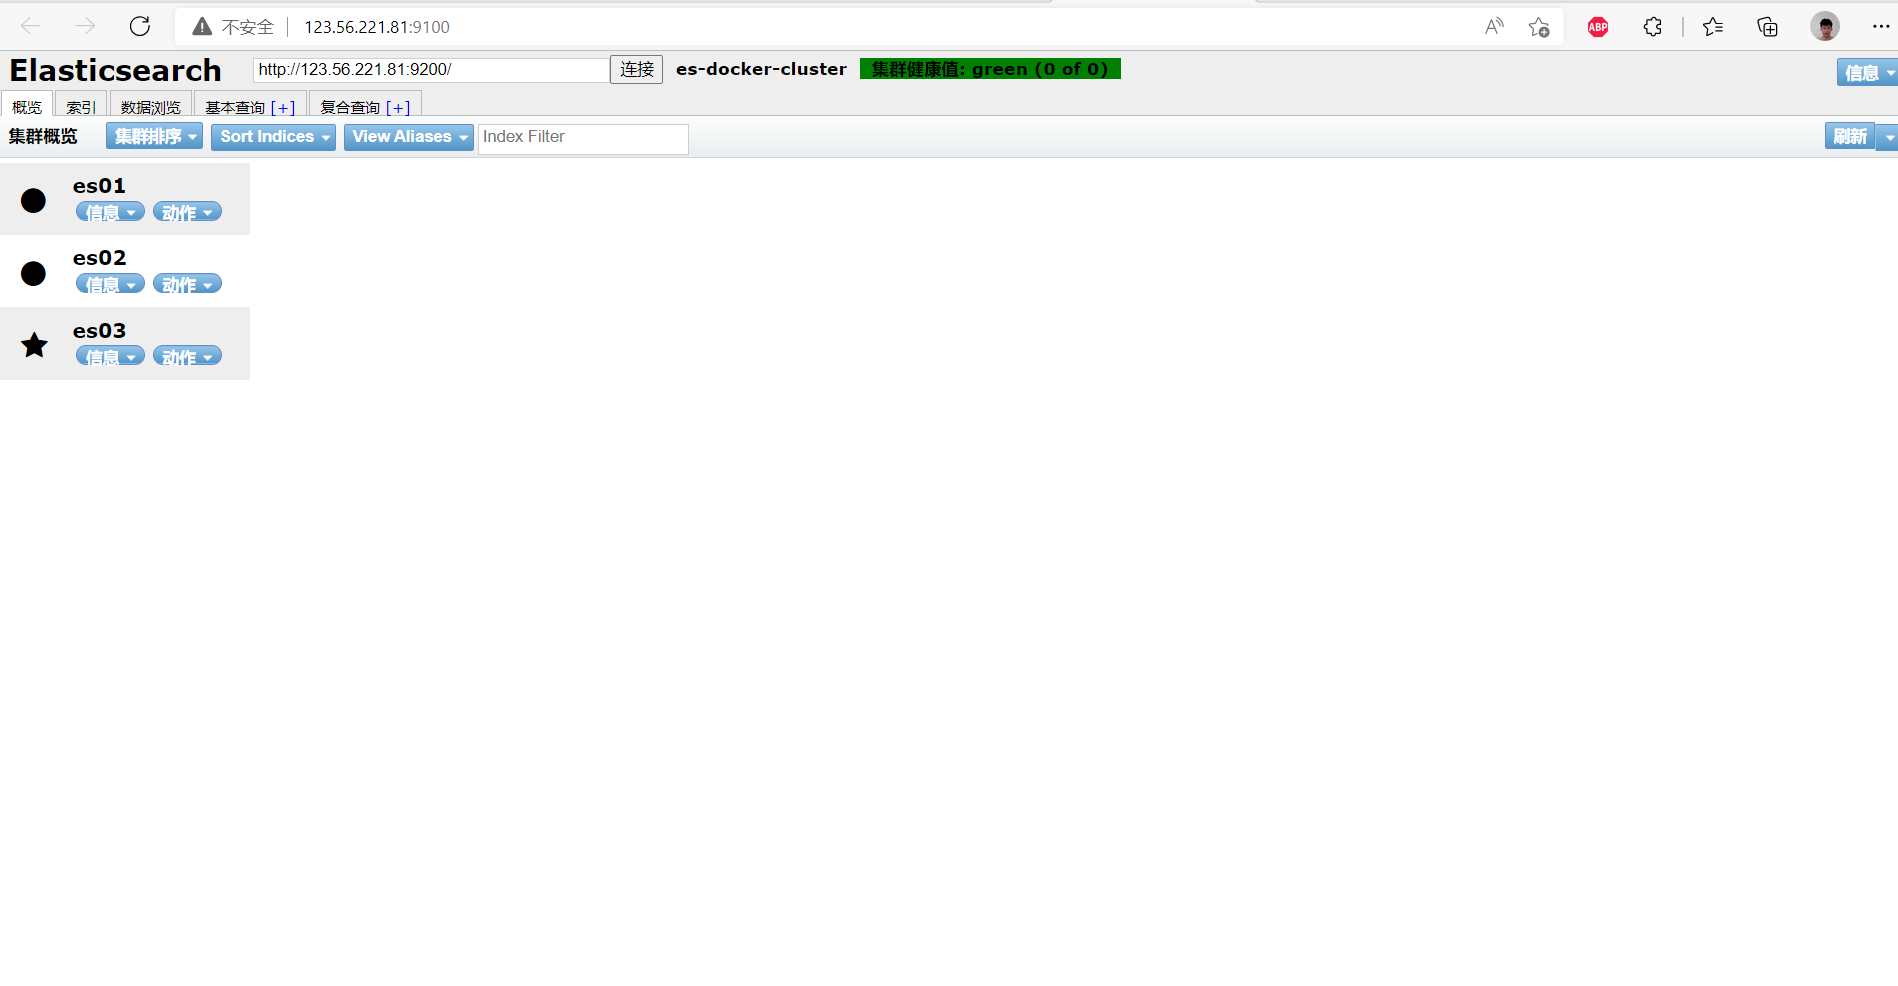 不安全 123.56.221.81:9100 A ABP
Elasticsearch http://123.56.221.81:9200/ 连接 es-docker-cluster 集群健康值: green (0 of 0) 信息
概览 索引 数据浏览 基本查询 [+] 复合查询 [+]
集群概览 集群排序 Sort Indices View Aliases Index Filter 刷新
es01
信息 动作
es02
信息 动作
es03
信息 动作